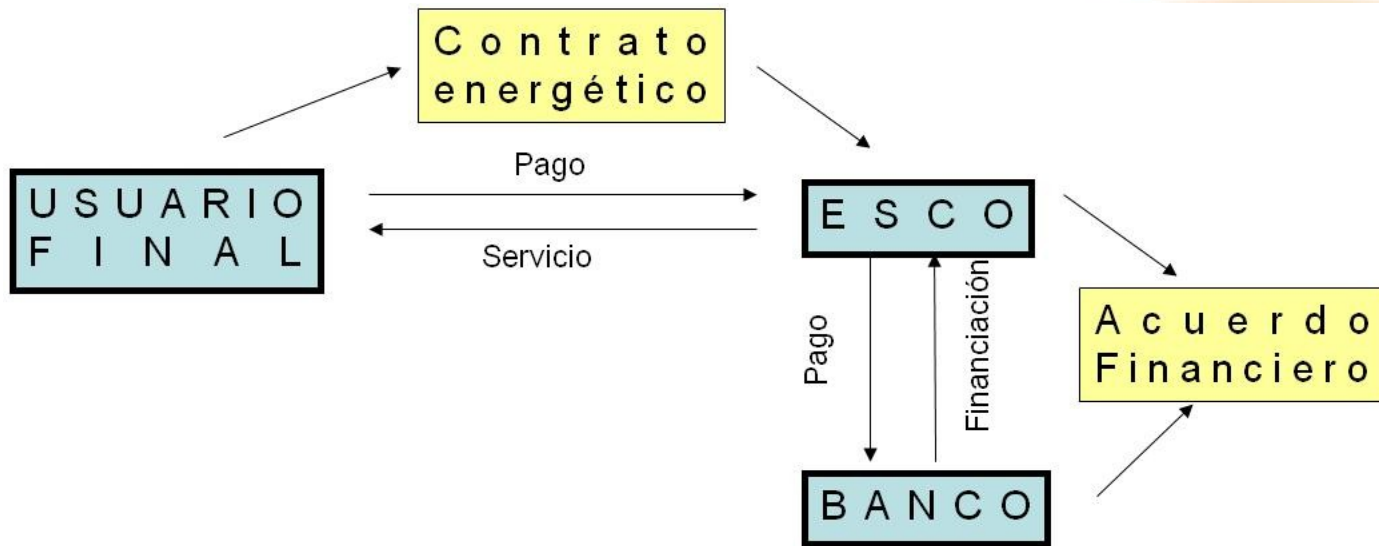 Contrato
energético
Pago
USUARIO
FINAL
ESCO
Servicio
Pago
Financiación
Acuerdo
Financiero
BANCO